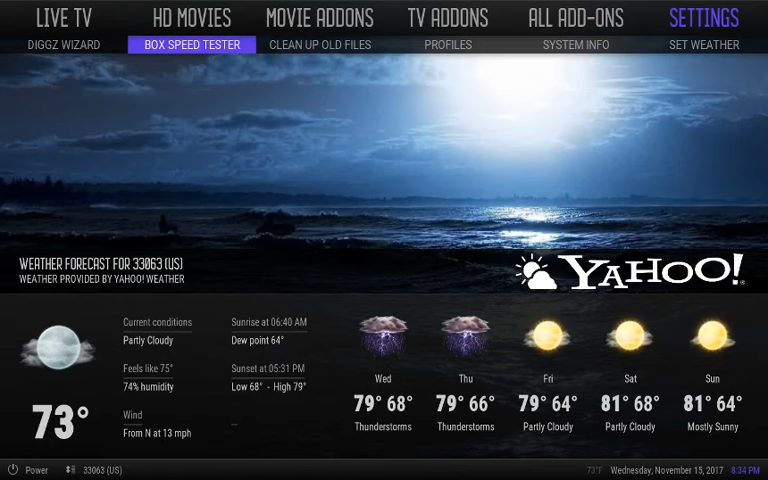 LIVE TV HD MOVIES MOVIE ADDONS TV ADDONS ALL ADD-ONS SETTINGS
DIGGZ WIZARD BOX SPEED TESTER CLEAN UP OLD FILES PROFILES SYSTEM INFO SET WEATHER
WEATHER FORECAST FOR 33063 (US)
WEATHER PROVIDED BY YAHOO! WEATHER
YAHOO!
73°
Current conditions
Partly Cloudy
Feels like 75°
74% humidity
Wind
From N at 13 mph
Sunrise at 06:40 AM
Dew point 64°
Sunset at 05:31 PM
Low 68° - High 79°
Wed Thu Fri Sat Sun
79° 68° 79° 66° 79° 64° 81° 68° 81° 64°
Thunderstorms Thunderstorms Partly Cloudy Partly Cloudy Mostly Sunny
Power 33063 (US) 73°F Wednesday, November 15, 2017 8:34 PM